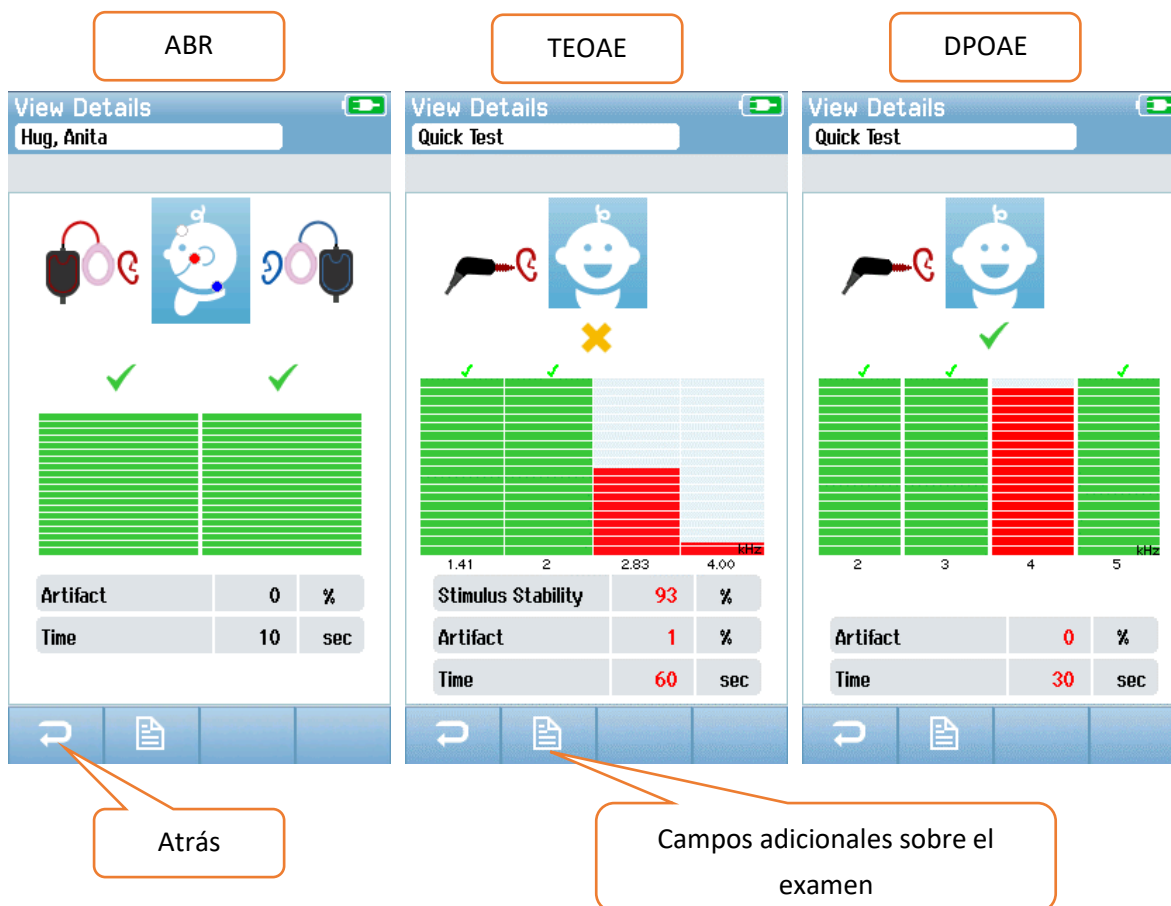 ABR
TEOAE
DPOAE
View Details
Hug, Anita
Artifact 0 %
Time 10 sec
View Details
Quick Test
kHz
1.41 2 2.83 4.00
Stimulus Stability 93 %
Artifact 1 %
Time 60 sec
View Details
Quick Test
kHz
2 3 4 5
Artifact 0 %
Time 30 sec
Atrás
Campos adicionales sobre el
examen